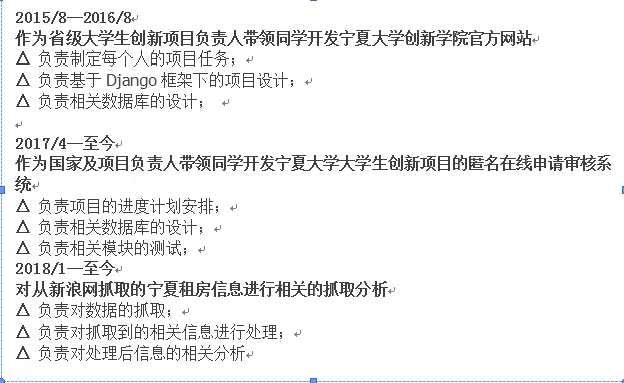 2015/8—2016/8
作为省级大学生创新项目负责人带领同学开发宁夏大学创新学院官方网站
Δ 负责制定每个人的项目任务；
Δ 负责基于 Django 框架下的项目设计；
Δ 负责相关数据库的设计；
2017/4—至今
作为国家及项目负责人带领同学开发宁夏大学大学生创新项目的匿名在线申请审核系
统
Δ 负责项目的进度计划安排；
Δ 负责相关数据库的设计；
Δ 负责相关模块的测试；
2018/1—至今
对从新浪网抓取的宁夏租房信息进行相关的抓取分析
Δ 负责对数据的抓取；
Δ 负责对抓取到的相关信息进行处理；
Δ 负责对处理后信息的相关分析